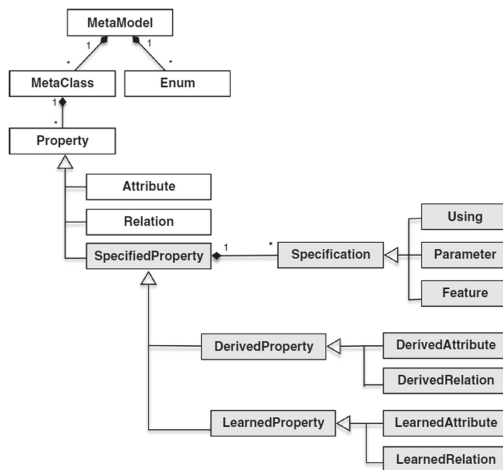 MetaModel
1
1
*
*
MetaClass
Enum
1
*
Property
Attribute
Relation
SpecifiedProperty
1
*
Specification
Using
Parameter
Feature
DerivedProperty
DerivedAttribute
DerivedRelation
LearnedProperty
LearnedAttribute
LearnedRelation